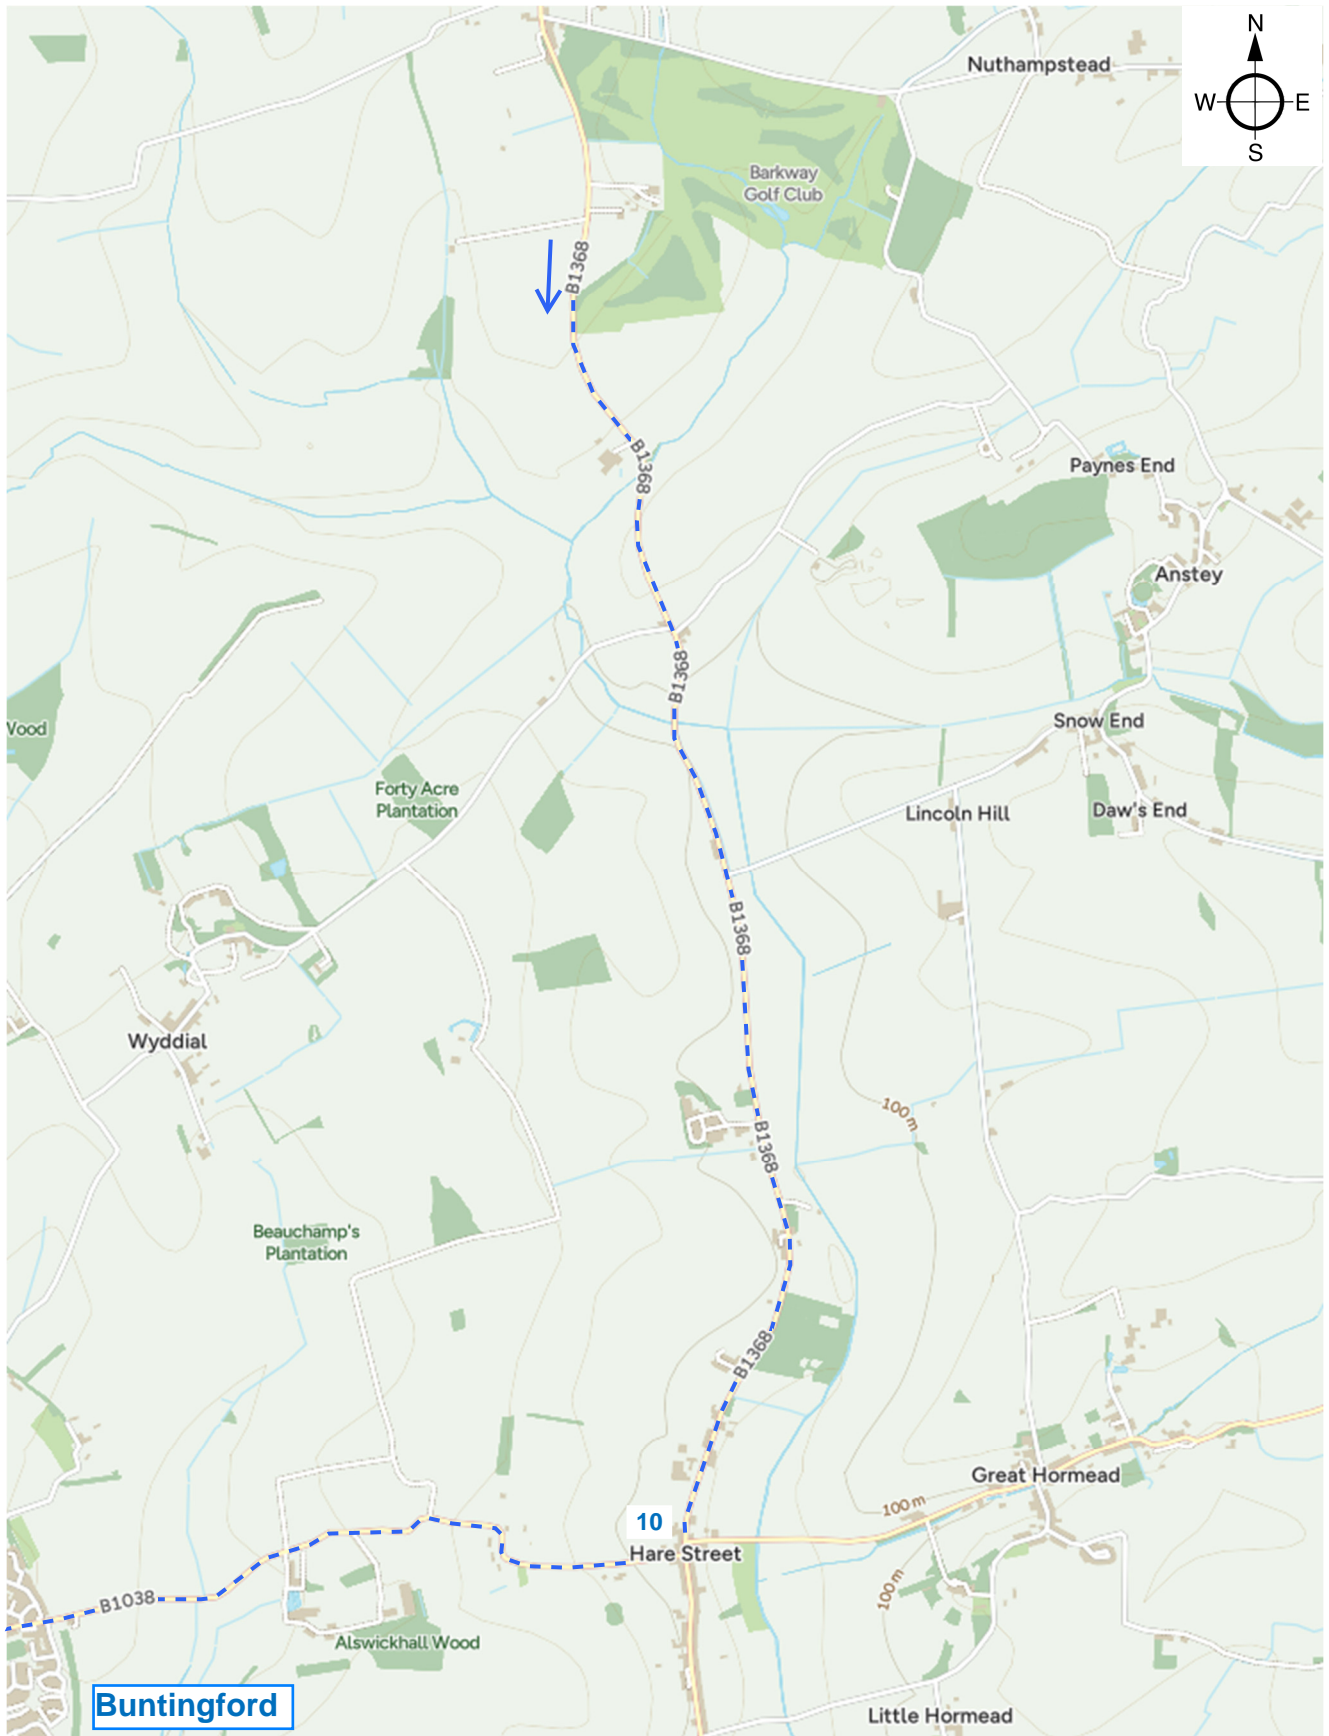 N
Nuthampstead
W
E
S
Barkway
Golf Club
B1368
B1398
Paynes End
Anstey
B1368
Snow End
Wood
Forty Acre
Plantation
Lincoln Hill
Daw's End
B1368
Wyddial
100 m
B1368
Beauchamp's
Plantation
B1368
Great Hormead
100 m
10
Hare Street
100 m
B1038
Alswickhall Wood
Buntingford
Little Hormead